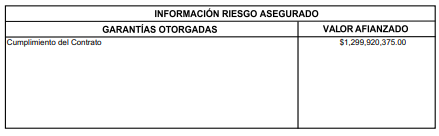 INFORMACIÓN RIESGO ASEGURADO
GARANTÍAS OTORGADAS VALOR AFIANZADO
Cumplimiento del Contrato $1,299,920,375.00